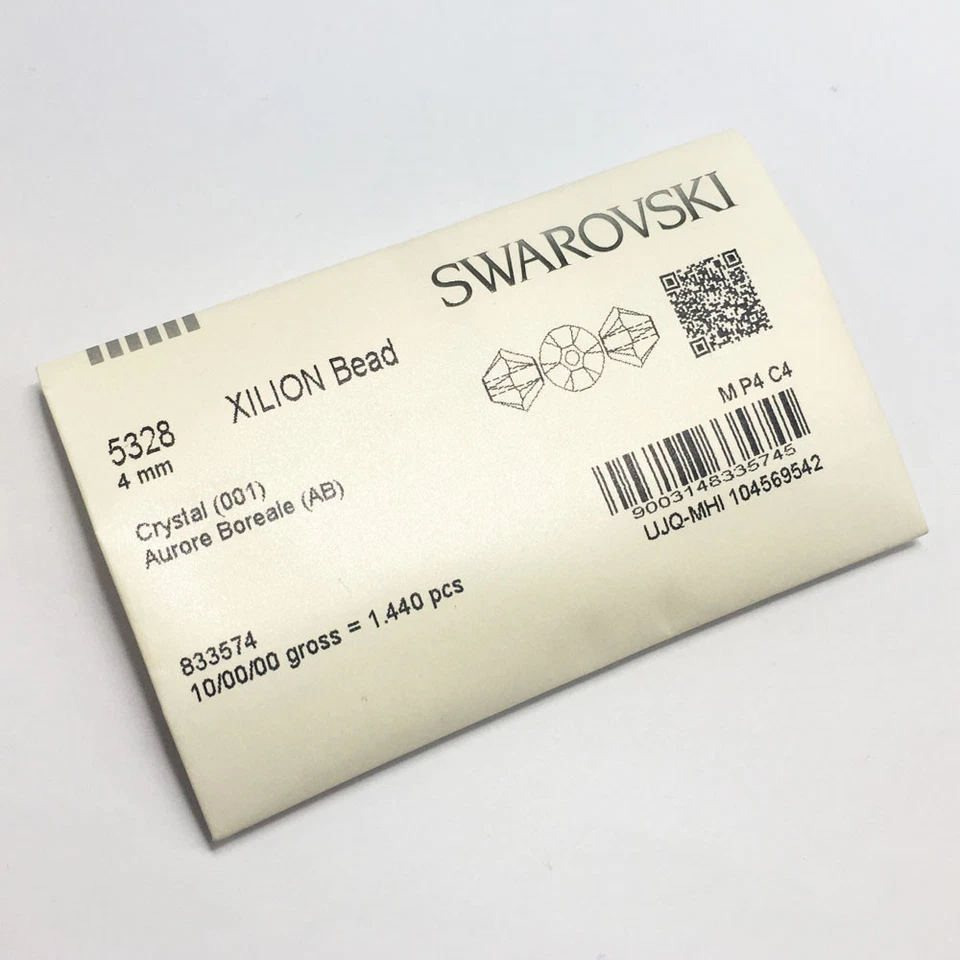 SWAROVSKI
XILION Bead
5328
4 mm
Crystal (001)
Aurore Boreale (AB)
833574
10/00/00 gross = 1.440 pcs
M P4 C4
9003148335745
UJQ-MHI 104569542